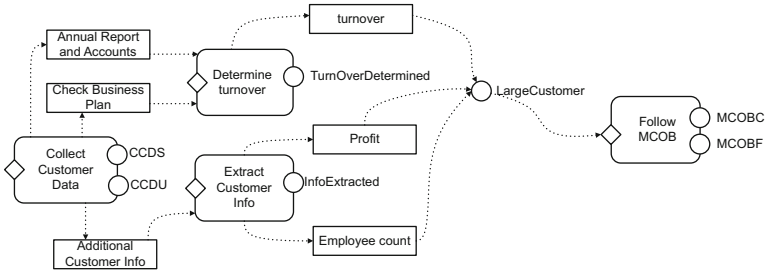 turnover
Annual Report
and Accounts
Determine
turnover
TurnOverDetermined
Check Business
Plan
LargeCustomer
Follow
MCOB
MCOBC
MCOBF
Profit
Collect
Customer
Data
CCDS
CCDU
Extract
Customer
Info
InfoExtracted
Employee count
Additional
Customer Info